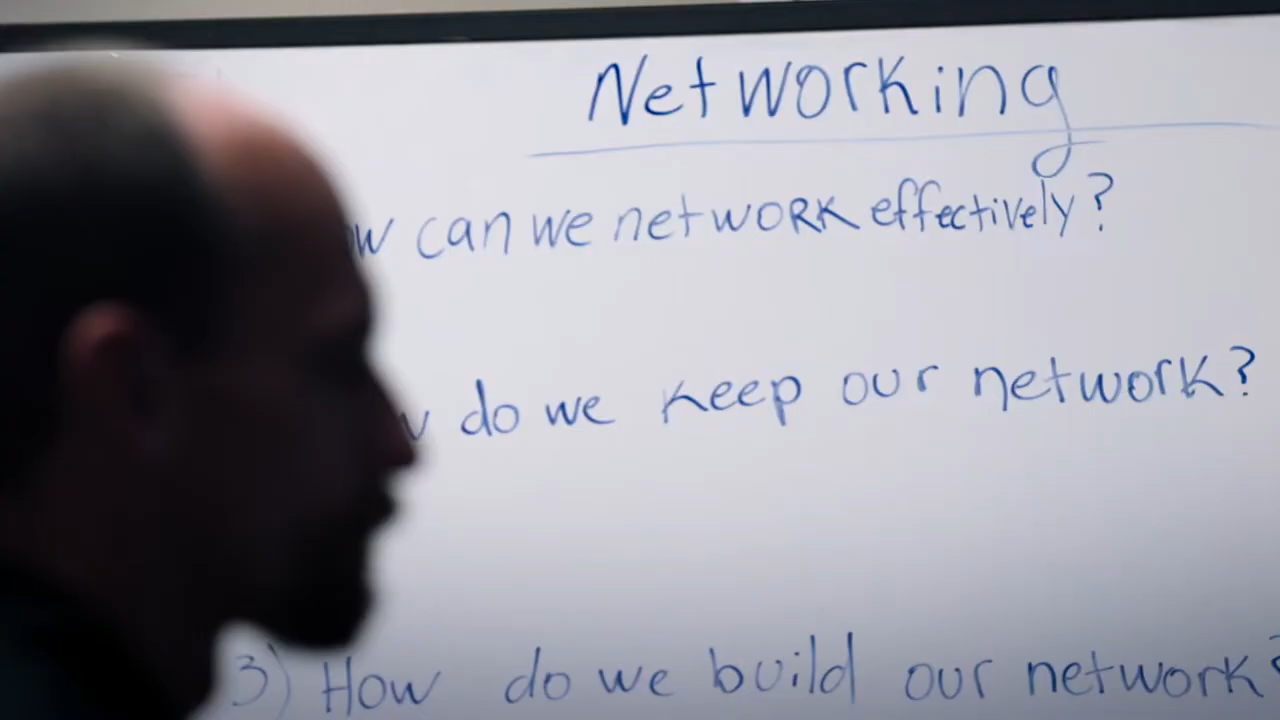 Networking
can we network effectively?
do we keep our network?
3) How do we build our network?